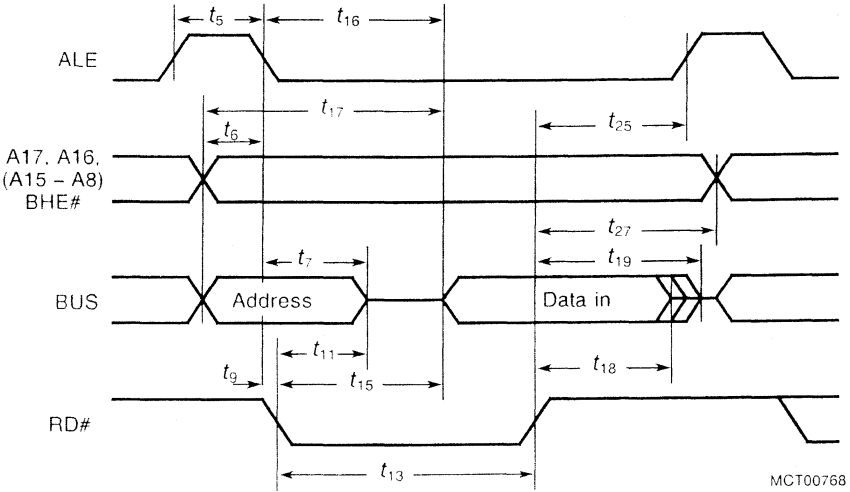 t5
t16
ALE
t17
t6
t25
A17, A16,
(A15 – A8)
BHE#
t27
t7
t19
BUS
Address
Data in
t11
t9
t15
t18
RD#
t13
MCT00768